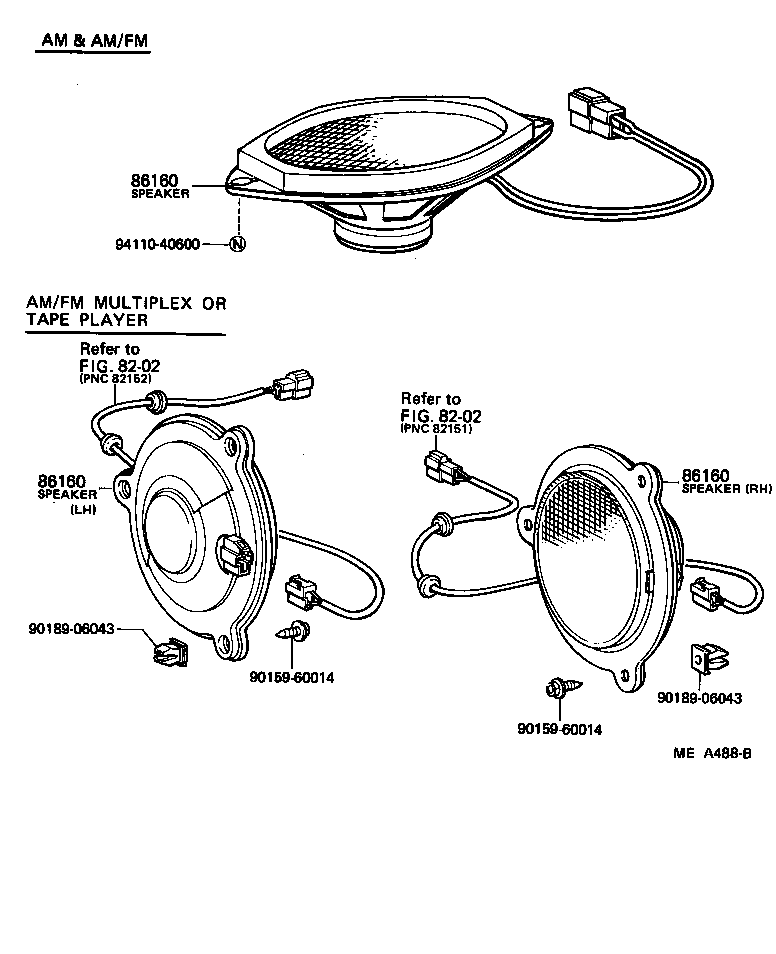 AM & AM/FM
86160
SPEAKER
94110-40600
N
AM/FM MULTIPLEX OR
TAPE PLAYER
Refer to
FIG. 82-02
(PNC 82152)
Refer to
FIG. 82-02
(PNC 82151)
86160
SPEAKER
(LH)
86160
SPEAKER (RH)
90189-06043
90159-60014
90189-06043
90159-60014
ME A488-B